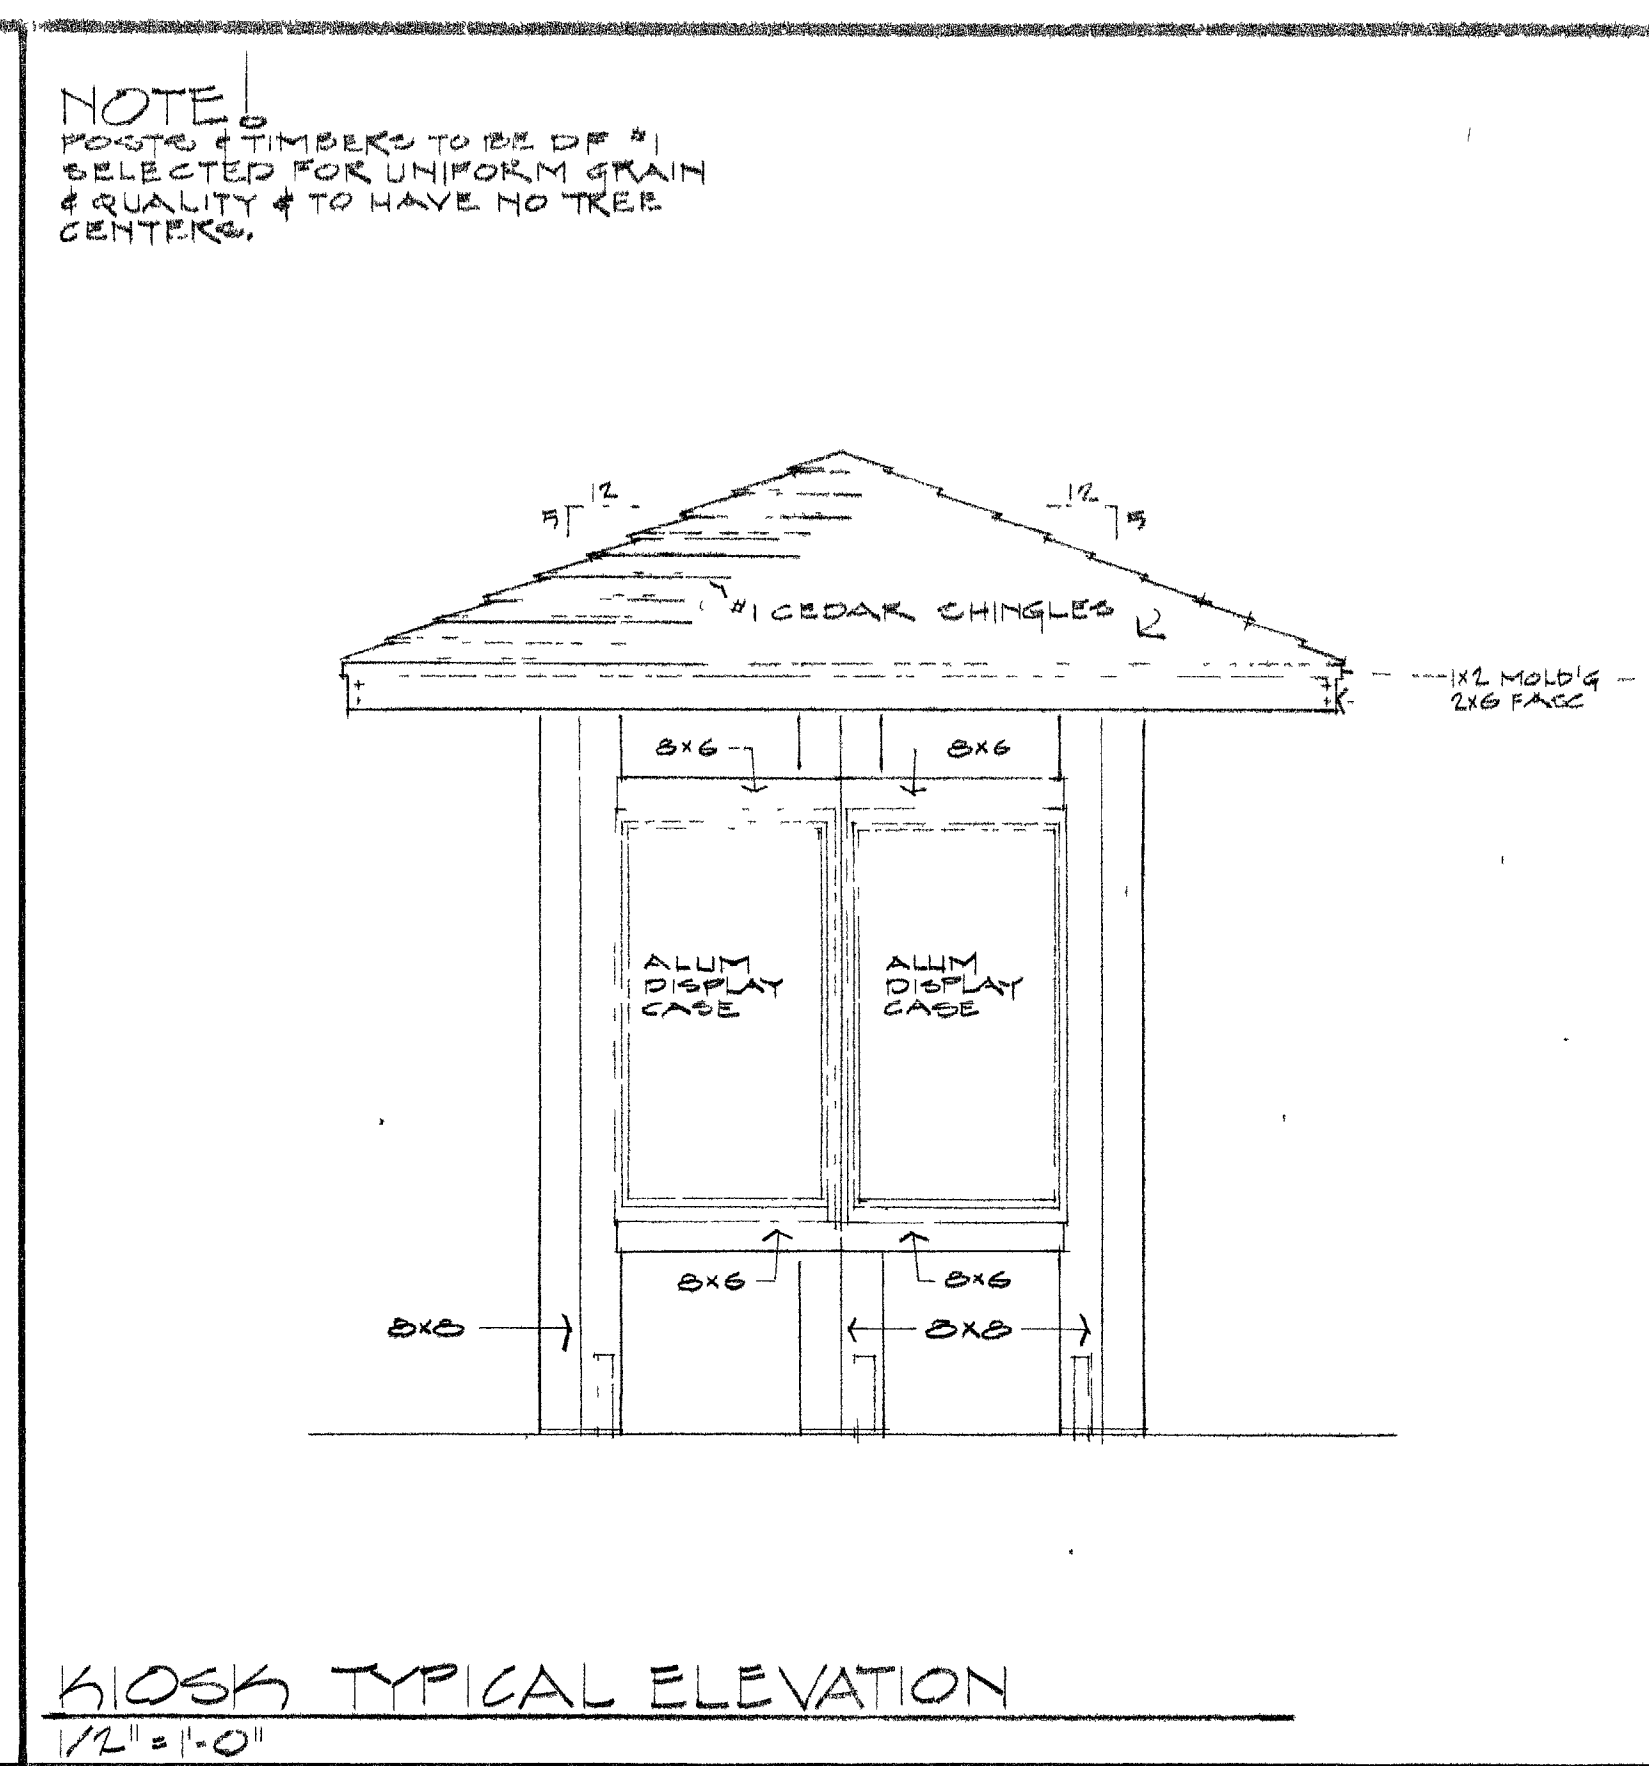 NOTE!
POSTS & TIMBERS TO BE DF #1
SELECTED FOR UNIFORM GRAIN
& QUALITY & TO HAVE NO TREE
CENTERS.
12
5
12
5
#1 CEDAR SHINGLES
1X2 MOLD'G
2X6 FACC
8X6
8X6
ALUM
DISPLAY
CASE
ALUM
DISPLAY
CASE
8X6
8X6
8X8
8X8
KIOSK TYPICAL ELEVATION
1/2" = 1'-0"